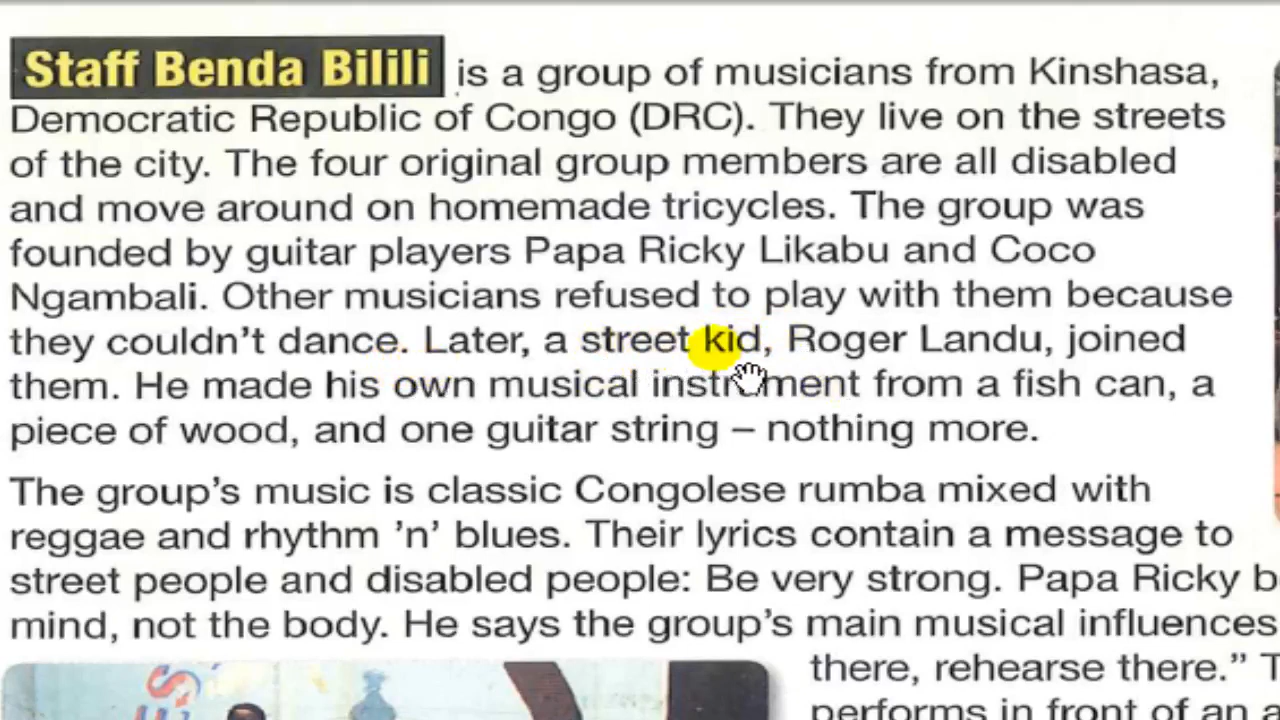 Staff Benda Bilili is a group of musicians from Kinshasa,
Democratic Republic of Congo (DRC). They live on the streets
of the city. The four original group members are all disabled
and move around on homemade tricycles. The group was
founded by guitar players Papa Ricky Likabu and Coco
Ngambali. Other musicians refused to play with them because
they couldn't dance. Later, a street kid, Roger Landu, joined
them. He made his own musical instrument from a fish can, a
piece of wood, and one guitar string – nothing more.
The group's music is classic Congolese rumba mixed with
reggae and rhythm 'n' blues. Their lyrics contain a message to
street people and disabled people: Be very strong. Papa Ricky
mind, not the body. He says the group's main musical influences
there, rehearse there."
performs in front of an